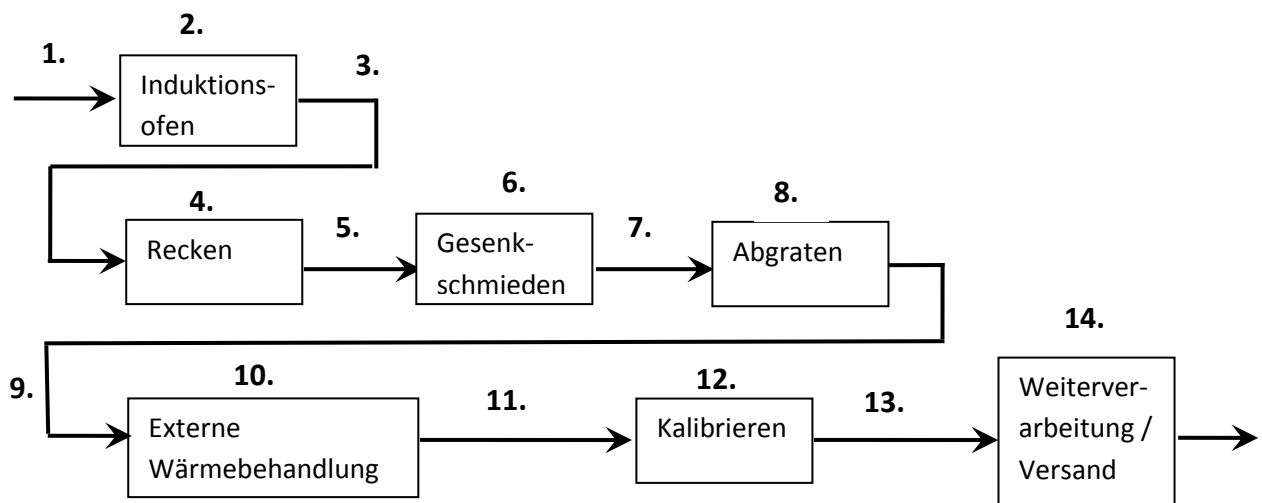 1.
2.
Induktions-
ofen
3.
4.
Recken
5.
6.
Gesenk-
schmieden
7.
8.
Abgraten
9.
10.
Externe
Wärmebehandlung
11.
12.
Kalibrieren
13.
14.
Weiterver-
arbeitung /
Versand